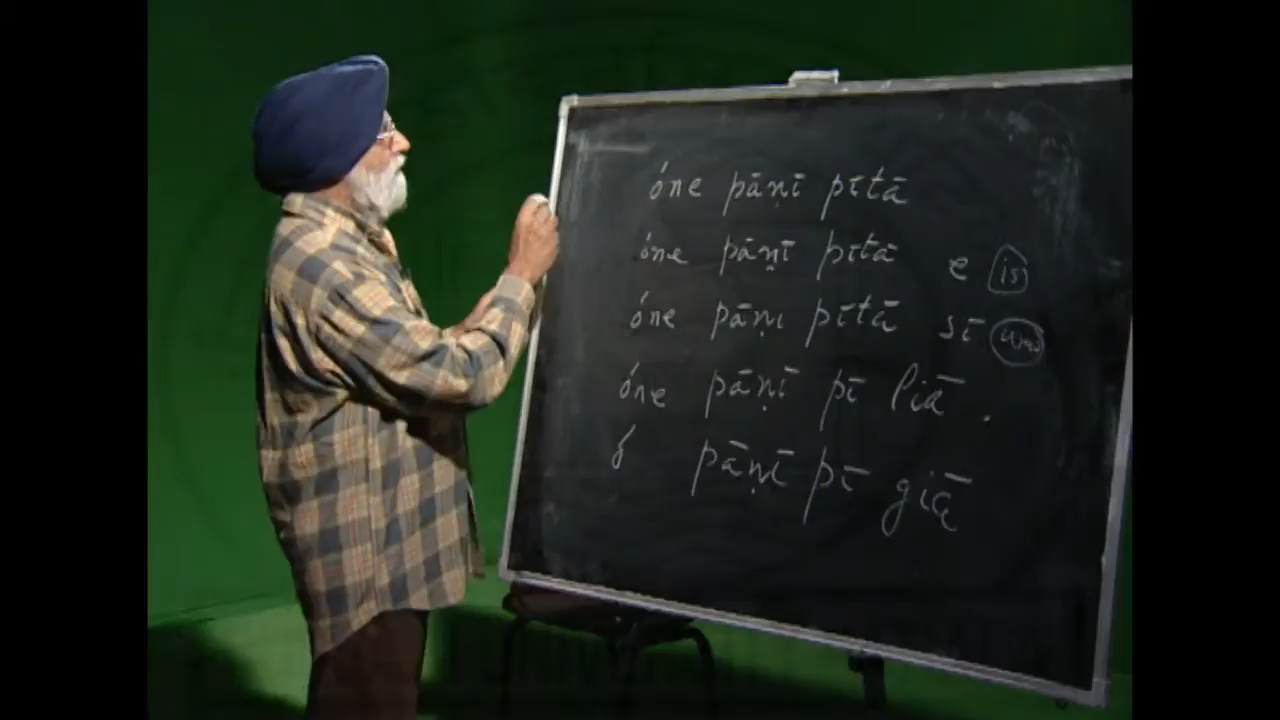 óne pāṇī pītā
óne pāṇī pītā e is
óne pāṇī pītā sī was
óne pāṇī pī liā.
ó pāṇī pī giā